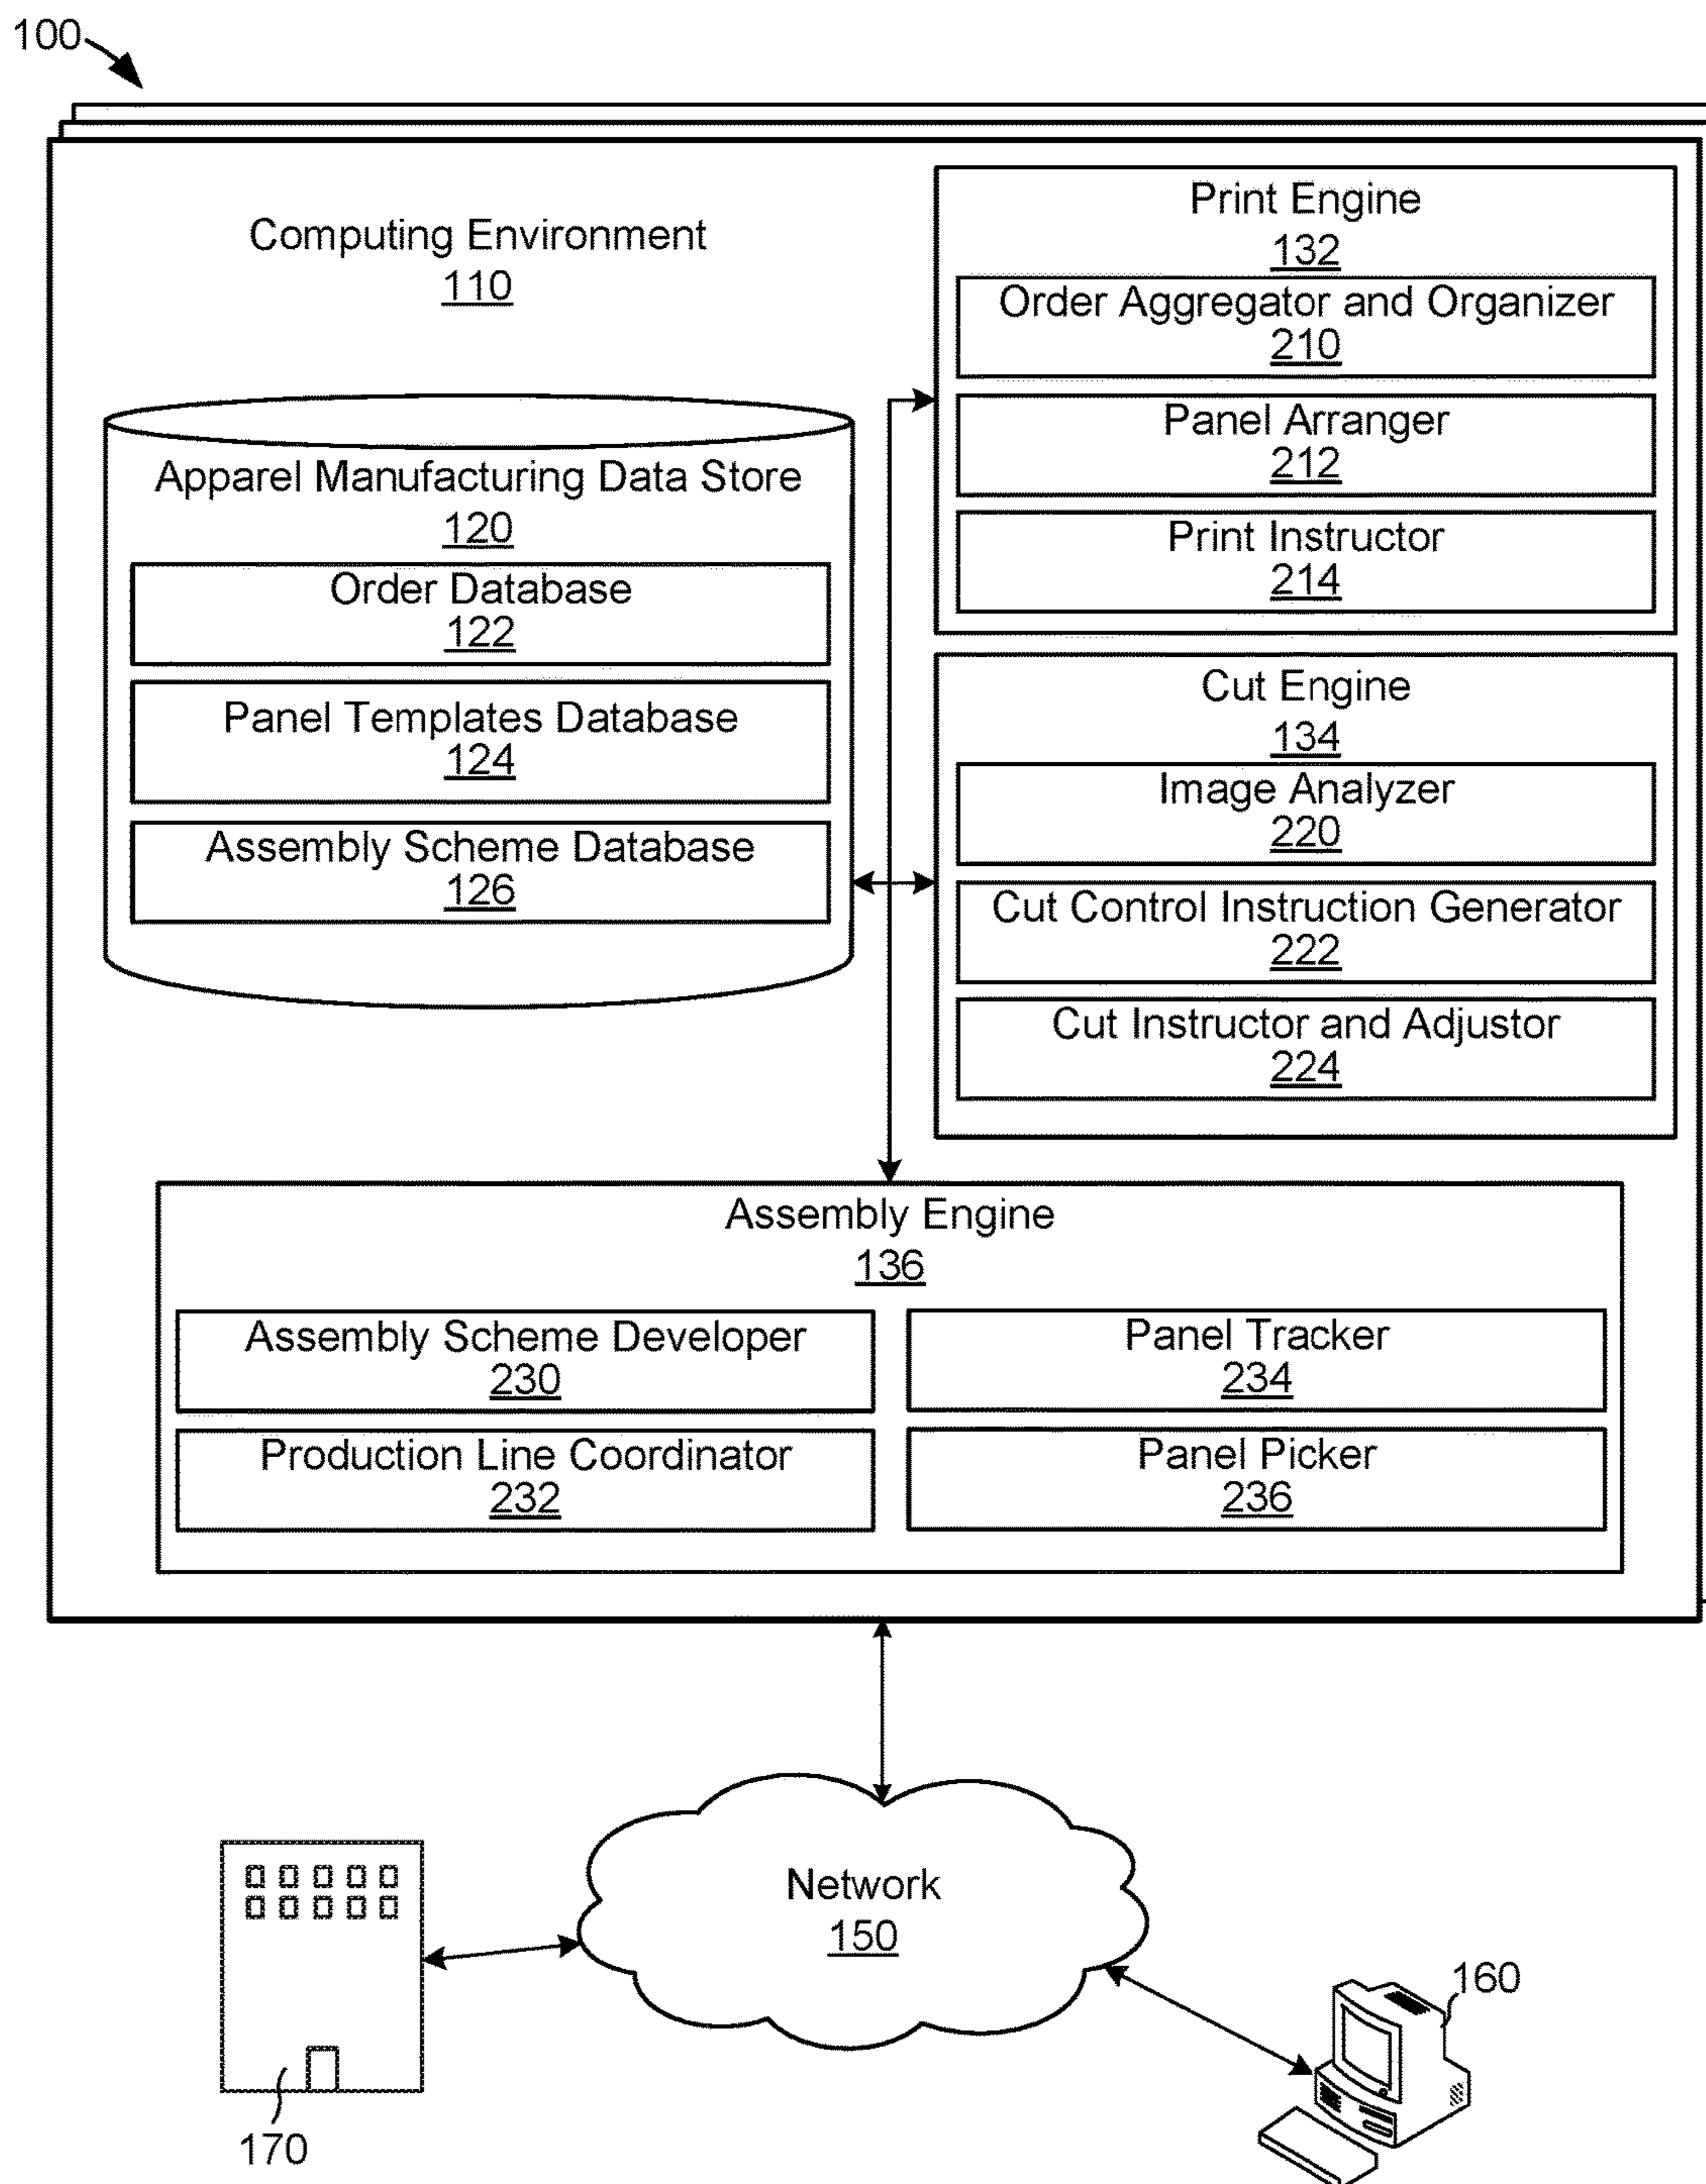 100
Computing Environment
110
Apparel Manufacturing Data Store
120
Order Database
122
Panel Templates Database
124
Assembly Scheme Database
126
Print Engine
132
Order Aggregator and Organizer
210
Panel Arranger
212
Print Instructor
214
Cut Engine
134
Image Analyzer
220
Cut Control Instruction Generator
222
Cut Instructor and Adjustor
224
Assembly Engine
136
Assembly Scheme Developer
230
Panel Tracker
234
Production Line Coordinator
232
Panel Picker
236
Network
150
160
170